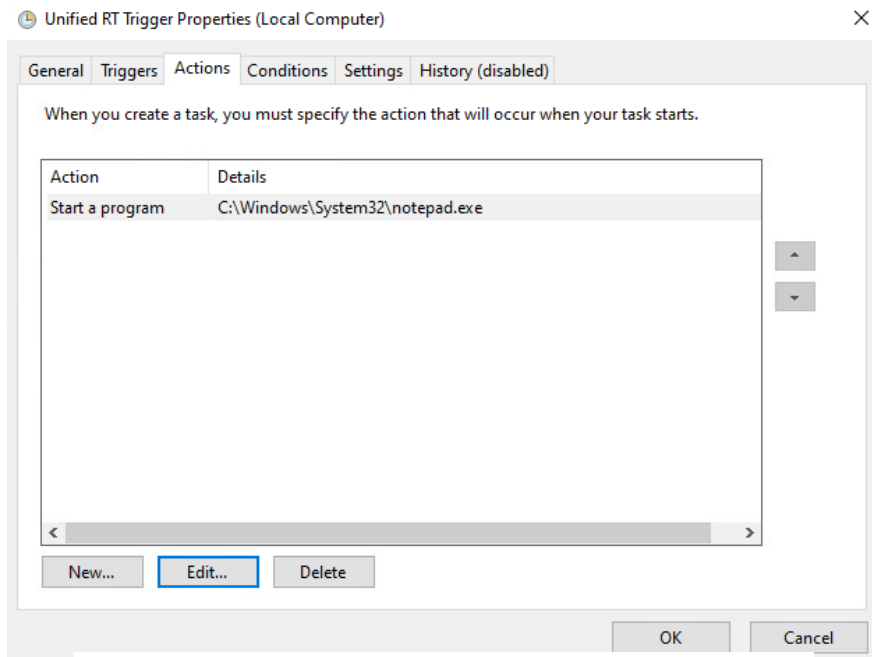 Unified RT Trigger Properties (Local Computer)
General Triggers Actions Conditions Settings History (disabled)
When you create a task, you must specify the action that will occur when your task starts.
Action Details
Start a program C:\Windows\System32\notepad.exe
New... Edit... Delete
OK Cancel